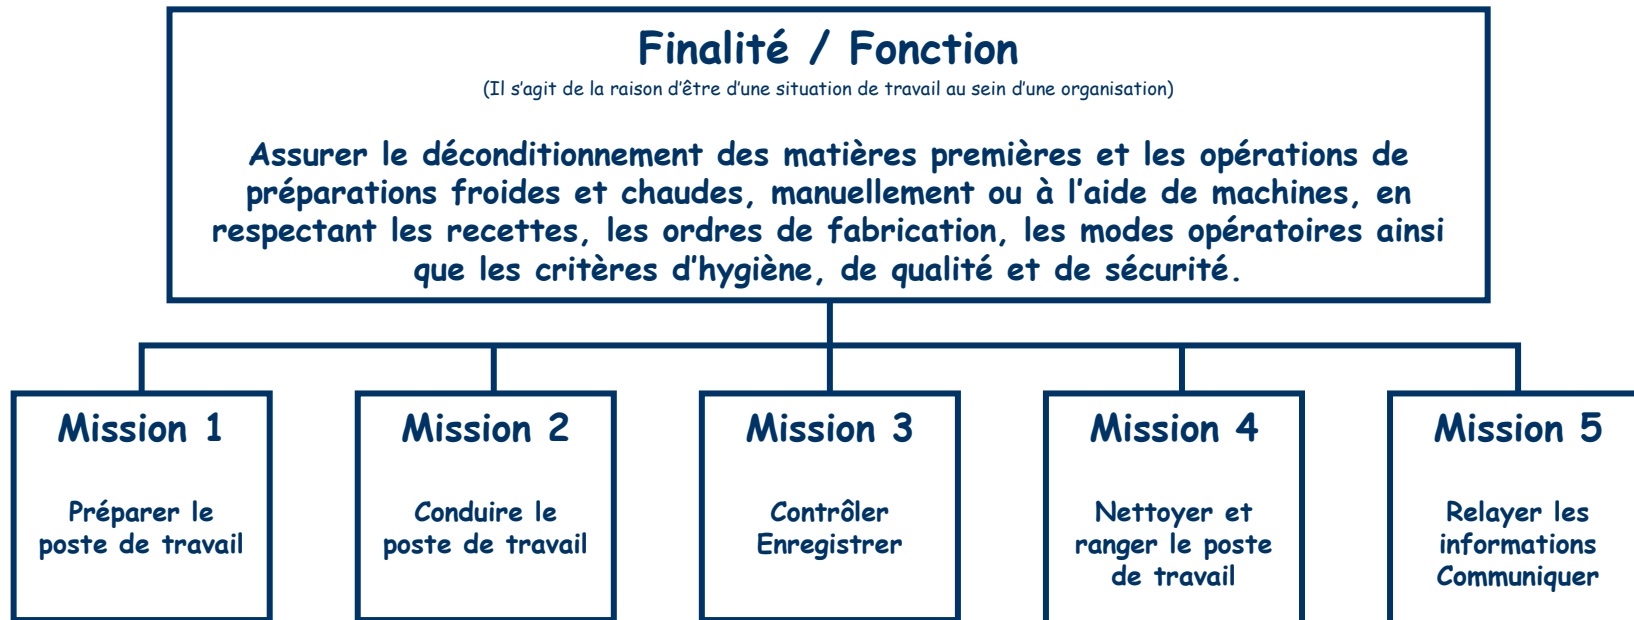 Finalité / Fonction
(Il s’agit de la raison d’être d’une situation de travail au sein d’une organisation)
Assurer le déconditionnement des matières premières et les opérations de
préparations froides et chaudes, manuellement ou à l’aide de machines, en
respectant les recettes, les ordres de fabrication, les modes opératoires ainsi
que les critères d’hygiène, de qualité et de sécurité.
Mission 1
Préparer le
poste de travail
Mission 2
Conduire le
poste de travail
Mission 3
Contrôler
Enregistrer
Mission 4
Nettoyer et
ranger le poste
de travail
Mission 5
Relayer les
informations
Communiquer